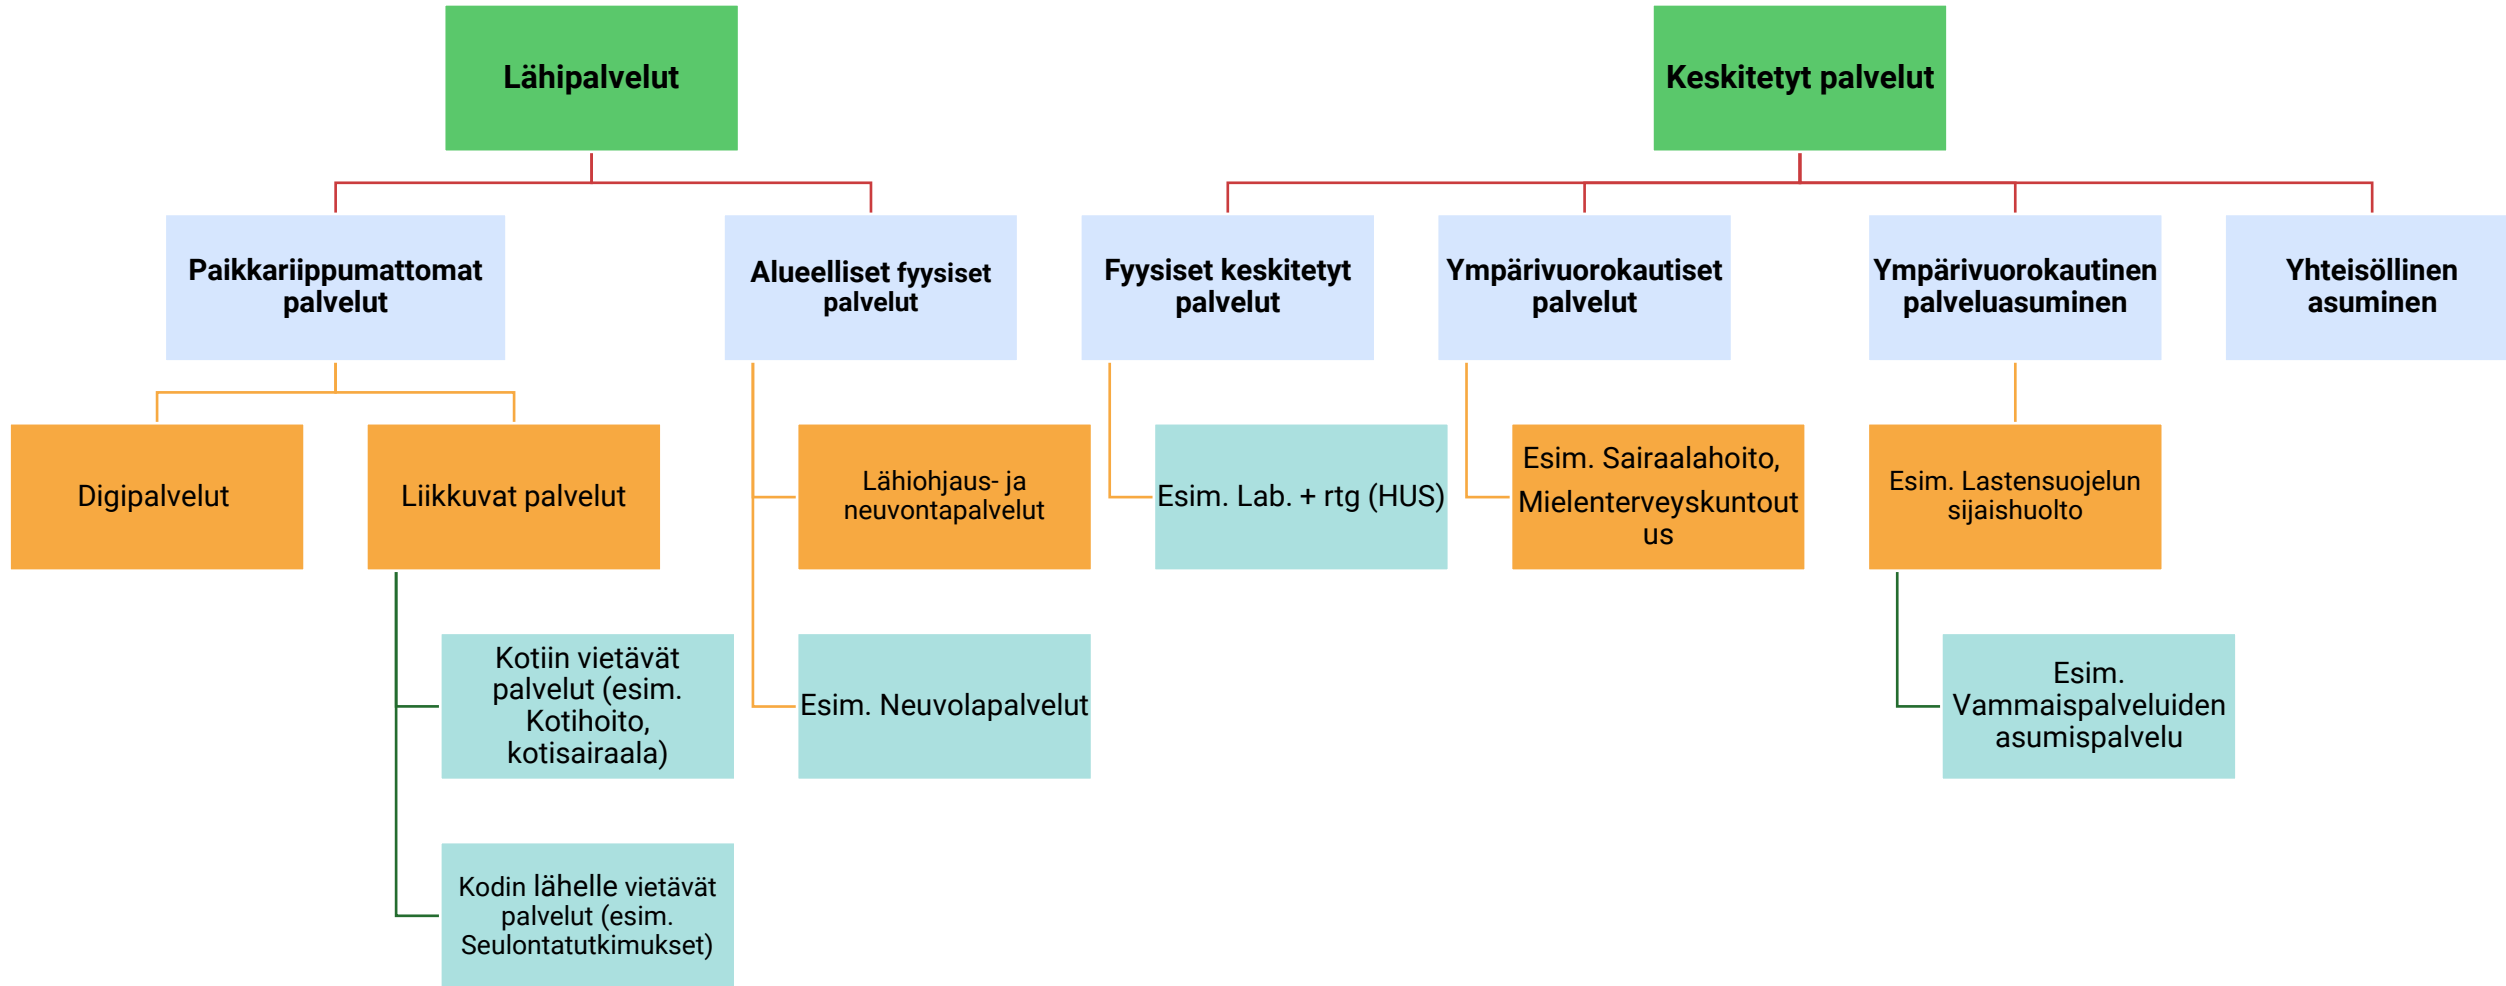 Lähipalvelut
Keskitetyt palvelut
Paikkariippumattomat
palvelut
Alueelliset fyysiset
palvelut
Fyysiset keskitetyt
palvelut
Ympärivuorokautiset
palvelut
Ympärivuorokautinen
palveluasuminen
Yhteisöllinen
asuminen
Digipalvelut
Liikkuvat palvelut
Lähiohjaus- ja
neuvontapalvelut
Esim. Lab. + rtg (HUS)
Esim. Sairaalahoito,
Mielenterveyskuntout
us
Esim. Lastensuojelun
sijaishuolto
Kotiin vietävät
palvelut (esim.
Kotihoito,
kotisairaala)
Esim. Neuvolapalvelut
Esim.
Vammaispalveluiden
asumispalvelu
Kodin lähelle vietävät
palvelut (esim.
Seulontatutkimukset)